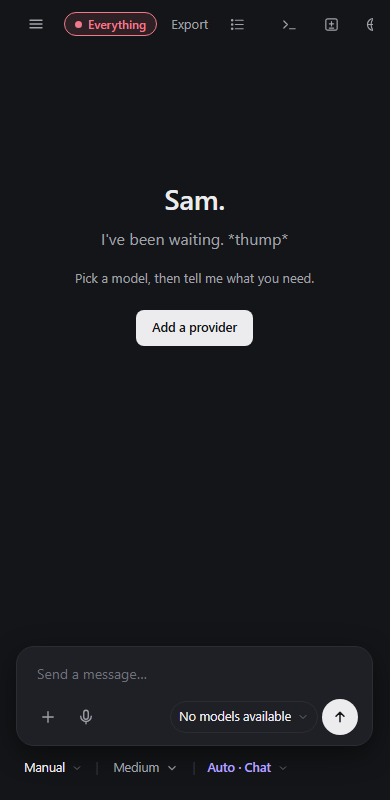 Everything
Export
Sam.
I've been waiting. *thump*
Pick a model, then tell me what you need.
Add a provider
Send a message...
No models available
Manual
Medium
Auto · Chat